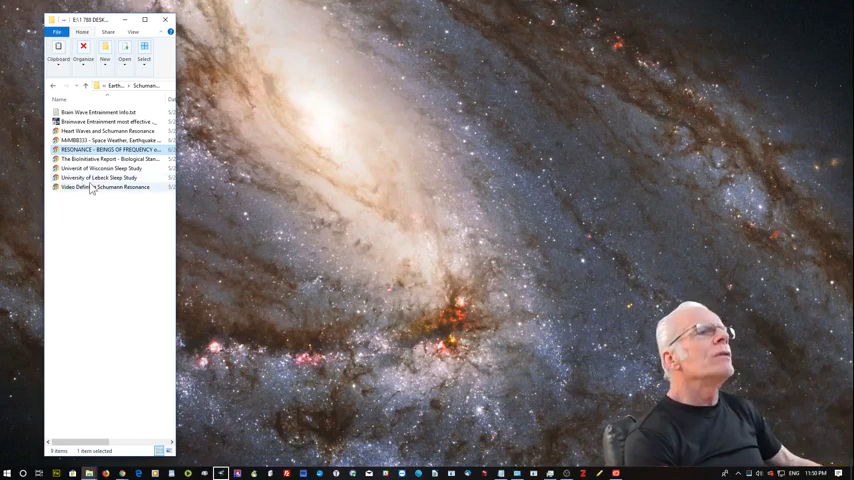 E:\1 788 DESK...
File
Home
Share
View
Clipboard
Organize
New
Open
Select
Earth...
Schuman...
Name
Da
Brain Wave Entrainment Info.txt
Brainwave Entrainment most effective ...
Heart Waves and Schumann Resonance
MrMBB333 - Space Weather, Earthquake ...
RESONANCE - BEINGS OF FREQUENCY
The BioInitiative Report - Biological Stan...
Universit of Wisconsin Sleep Study
University of Lebeck Sleep Study
Video Schumann Resonance
9 items
1 item selected
ENG
11:50 PM